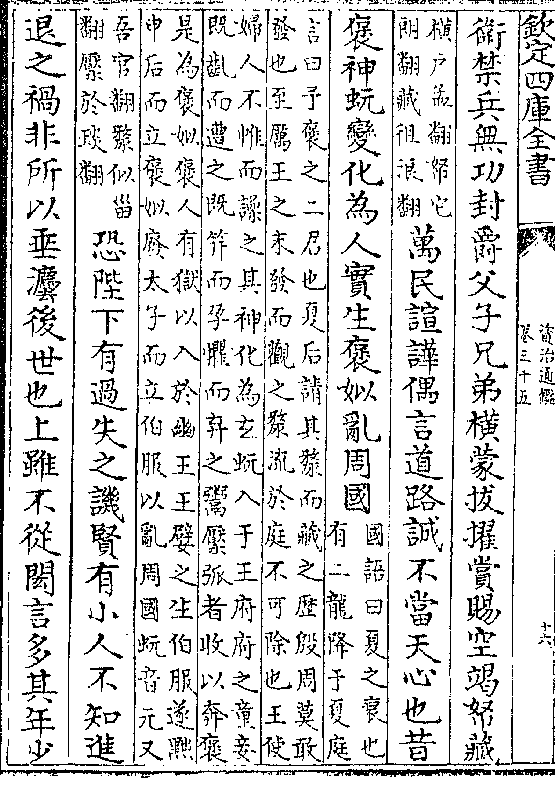 欽定四庫全書
資治通鑑
卷三十五
十六
衛禁兵無功封爵父子兄弟橫蒙拔擢賞賜空竭帑藏
橫户孟翻帑它
朗翻藏徂浪翻
萬民諠譁偶言道路誠不當天心也昔
褒神蚖變化為人實生褒姒亂周國
國語曰夏之衰也
有二龍降于夏庭
言曰予褒之二君也夏后請其漦而藏之歷殷周莫敢
發也至厲王之末發而觀之漦流於庭不可除也王使
婦人不幃而譟之其神化為玄蚖入于王府府之童妾
既齓而遭之既筓而孕懼而弃之鬻檿弧者收以奔褒
是為褒姒褒人有獄以入於幽王王嬖之生伯服遂黜
申后而立褒姒廢太子而立伯服以亂周國蚖音元又
吾官翻漦似甾
翻檿於琰翻
恐陛下有過失之譏賢有小人不知進
退之禍非所以垂灋後世也上雖不從閎言多其年少